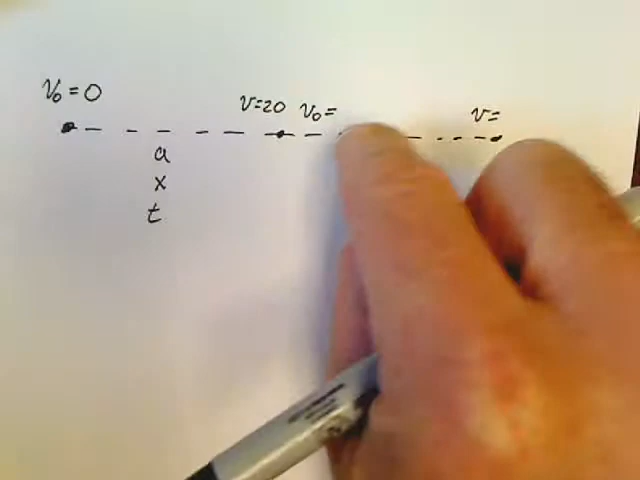 v₀ = 0 v=20 v₀= v=
a
x
t